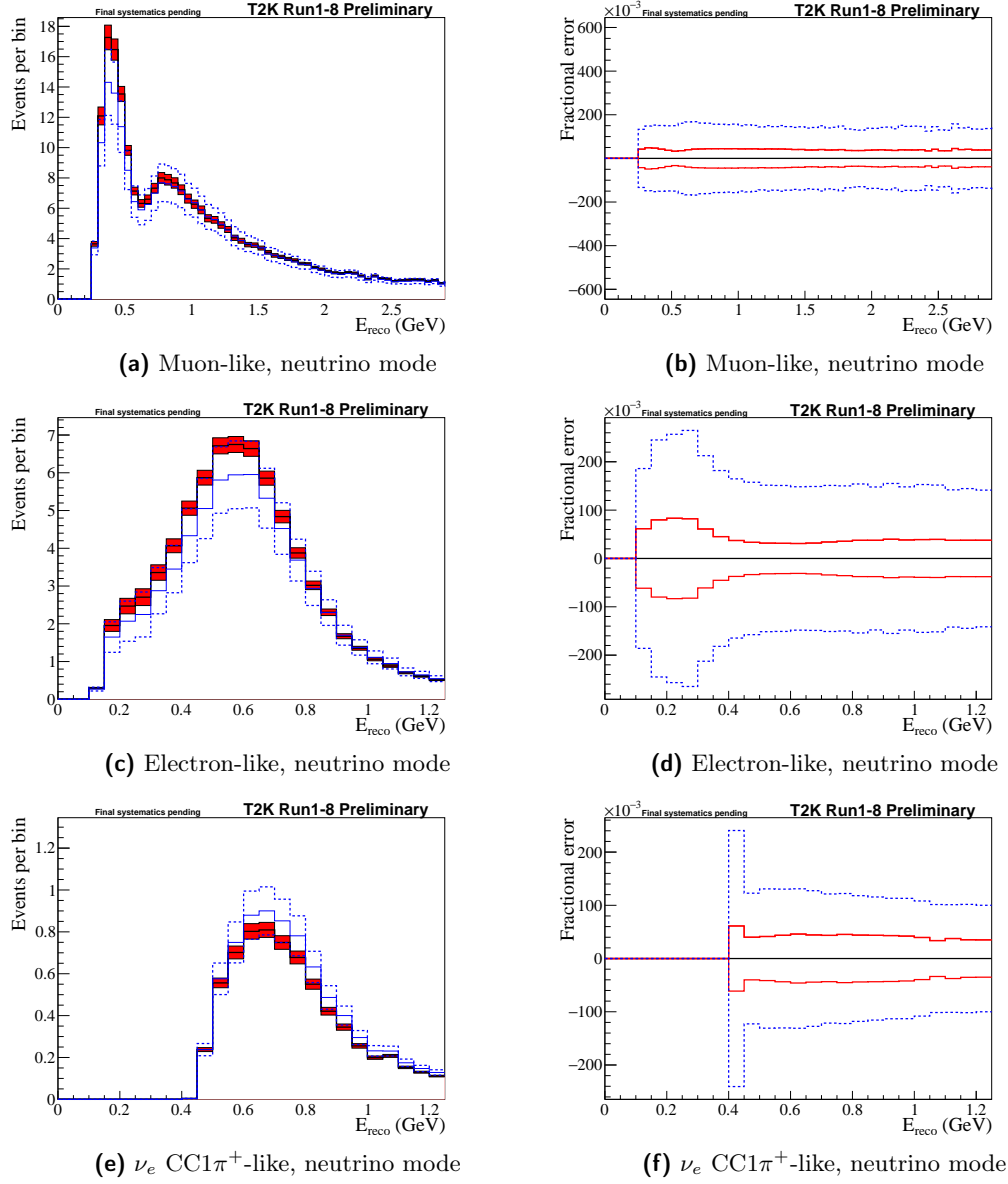 Final systematics pending
T2K Run1-8 Preliminary
Events per bin
18
16
14
12
10
8
6
4
2
0
0 0.5 1 1.5 2 2.5
E_reco (GeV)
(a) Muon-like, neutrino mode
×10⁻³
Final systematics pending
T2K Run1-8 Preliminary
Fractional error
600
400
200
0
−200
−400
−600
0 0.5 1 1.5 2 2.5
E_reco (GeV)
(b) Muon-like, neutrino mode
Final systematics pending
T2K Run1-8 Preliminary
Events per bin
7
6
5
4
3
2
1
0
0 0.2 0.4 0.6 0.8 1 1.2
E_reco (GeV)
(c) Electron-like, neutrino mode
×10⁻³
Final systematics pending
T2K Run1-8 Preliminary
Fractional error
200
100
0
−100
−200
0 0.2 0.4 0.6 0.8 1 1.2
E_reco (GeV)
(d) Electron-like, neutrino mode
Final systematics pending
T2K Run1-8 Preliminary
Events per bin
1.2
1
0.8
0.6
0.4
0.2
0
0 0.2 0.4 0.6 0.8 1 1.2
E_reco (GeV)
(e) νₑ CC1π⁺-like, neutrino mode
×10⁻³
Final systematics pending
T2K Run1-8 Preliminary
Fractional error
200
100
0
−100
−200
0 0.2 0.4 0.6 0.8 1 1.2
E_reco (GeV)
(f) νₑ CC1π⁺-like, neutrino mode